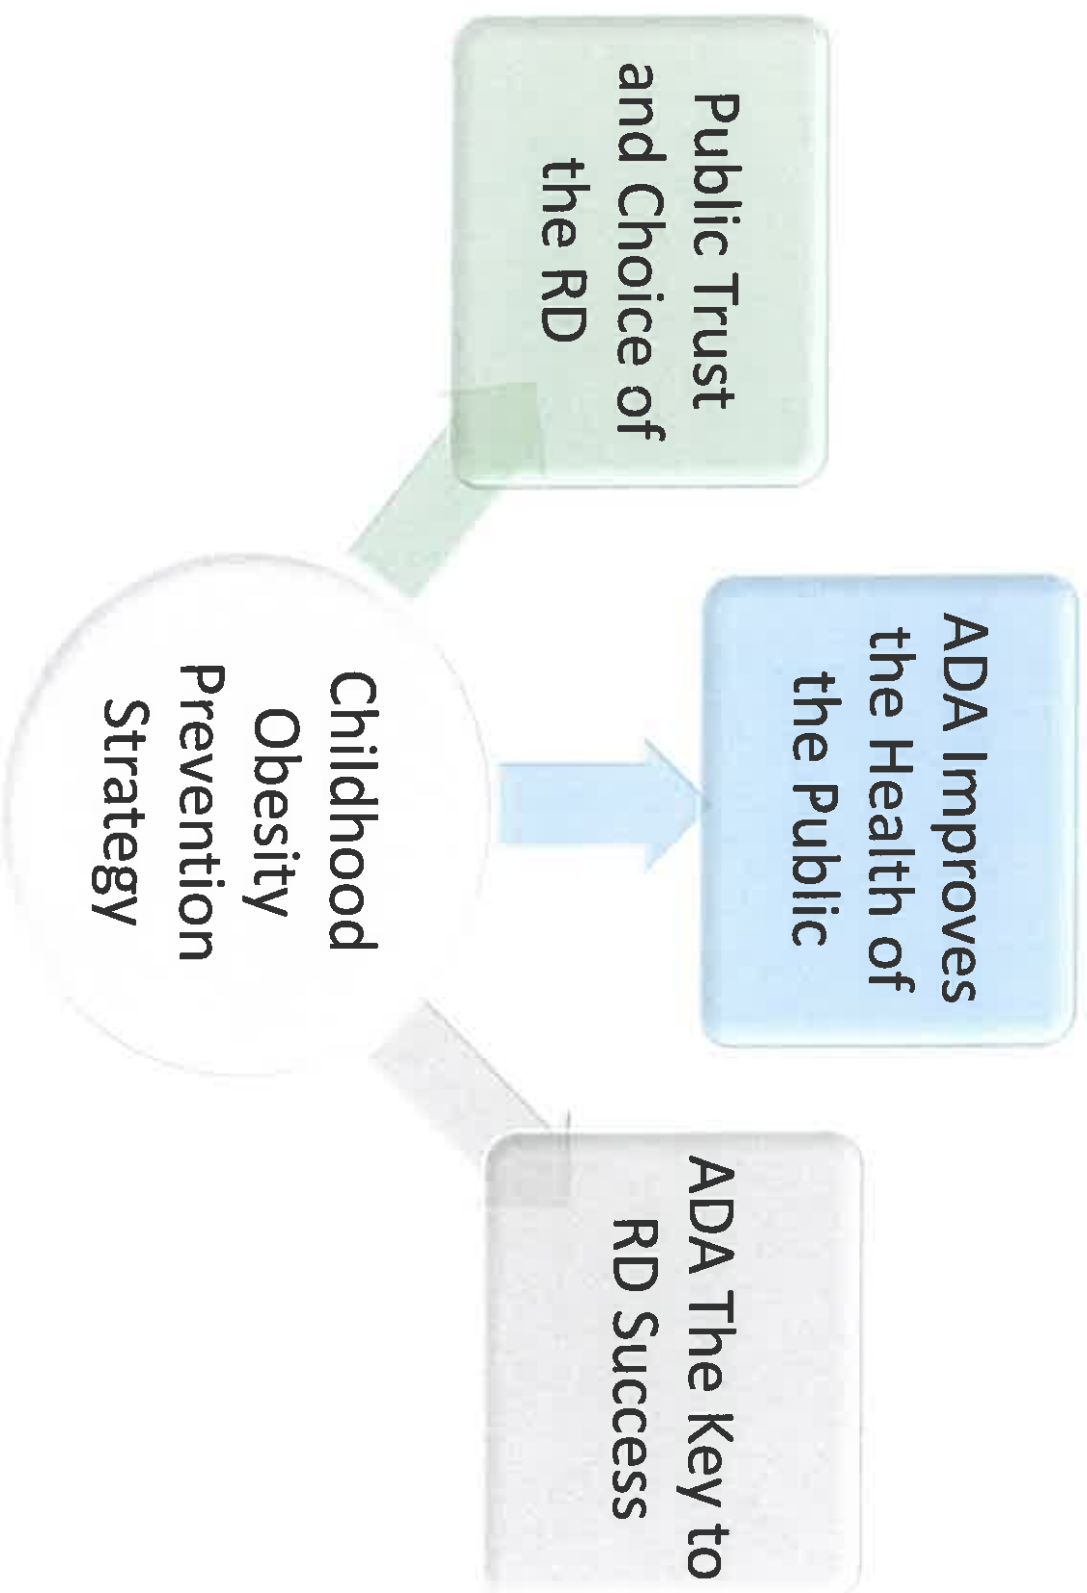 Public Trust
and Choice of
the RD
ADA Improves
the Health of
the Public
ADA The Key to
RD Success
Childhood
Obesity
Prevention
Strategy